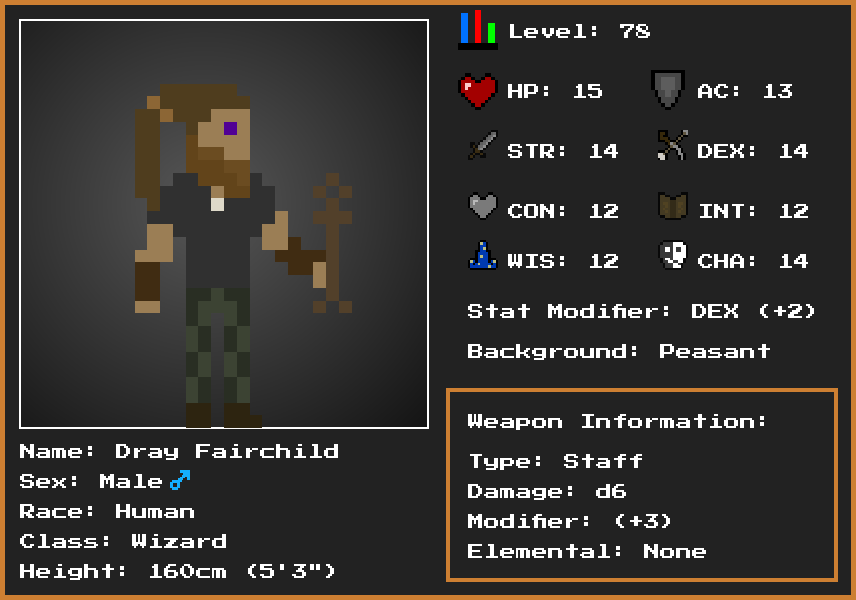 Level: 78
HP: 15
AC: 13
STR: 14
DEX: 14
CON: 12
INT: 12
WIS: 12
CHA: 14
Stat Modifier: DEX (+2)
Background: Peasant
Weapon Information:
Type: Staff
Damage: d6
Modifier: (+3)
Elemental: None
Name: Dray Fairchild
Sex: Male♂
Race: Human
Class: Wizard
Height: 160cm (5'3")